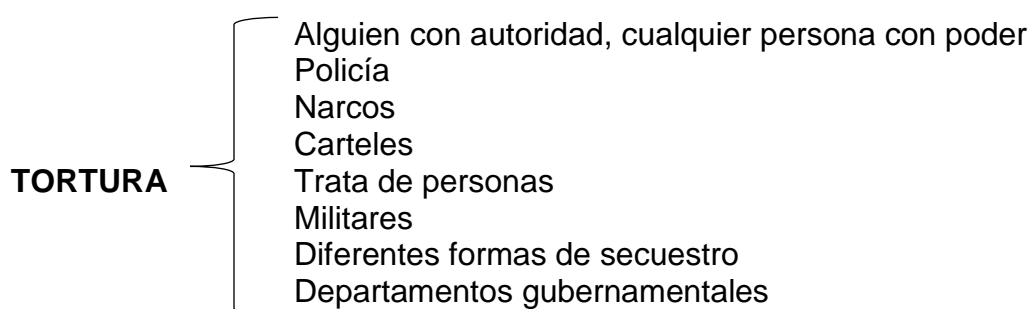 Alguien con autoridad, cualquier persona con poder
Policía
Narcos
Carteles
TORTURA
Trata de personas
Militares
Diferentes formas de secuestro
Departamentos gubernamentales